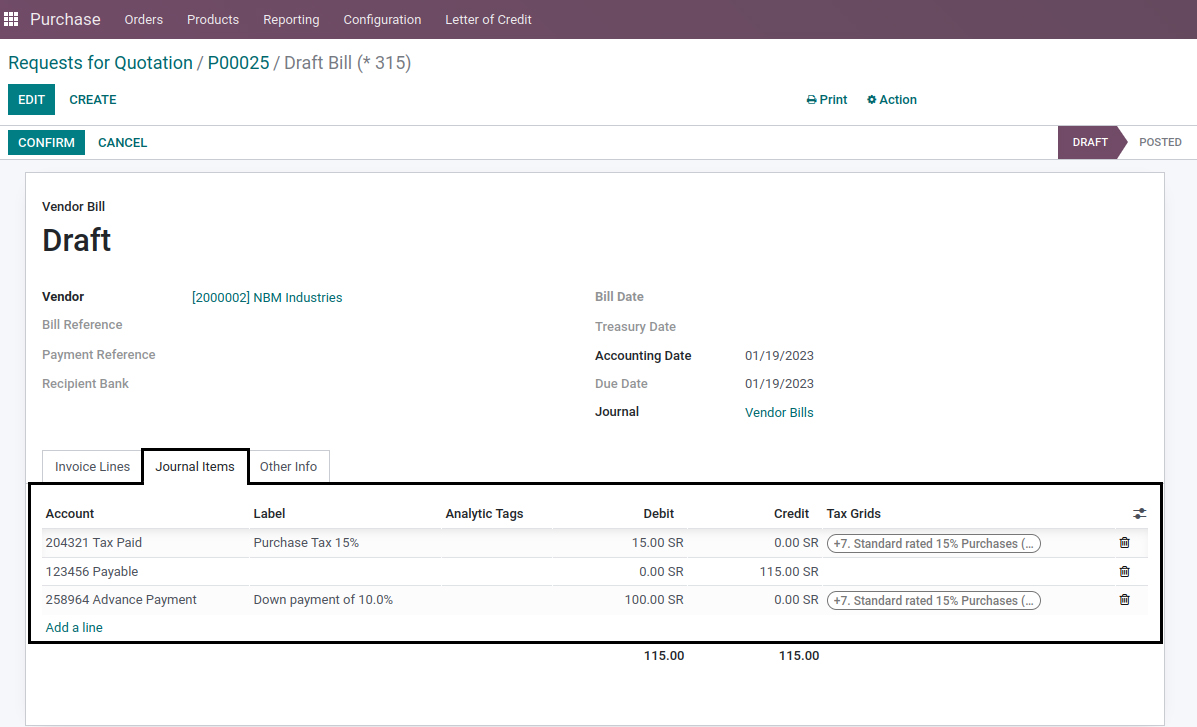 Purchase Orders Products Reporting Configuration Letter of Credit
Requests for Quotation / P00025 / Draft Bill (* 315)
EDIT CREATE Print Action
CONFIRM CANCEL DRAFT POSTED
Vendor Bill
Draft
Vendor [2000002] NBM Industries Bill Date
Bill Reference Treasury Date
Payment Reference Accounting Date 01/19/2023
Recipient Bank Due Date 01/19/2023
Journal Vendor Bills
Invoice Lines Journal Items Other Info
Account Label Analytic Tags Debit Credit Tax Grids
204321 Tax Paid Purchase Tax 15% 15.00 SR 0.00 SR +7. Standard rated 15% Purchases (...
123456 Payable 0.00 SR 115.00 SR
258964 Advance Payment Down payment of 10.0% 100.00 SR 0.00 SR +7. Standard rated 15% Purchases (...
Add a line
115.00 115.00